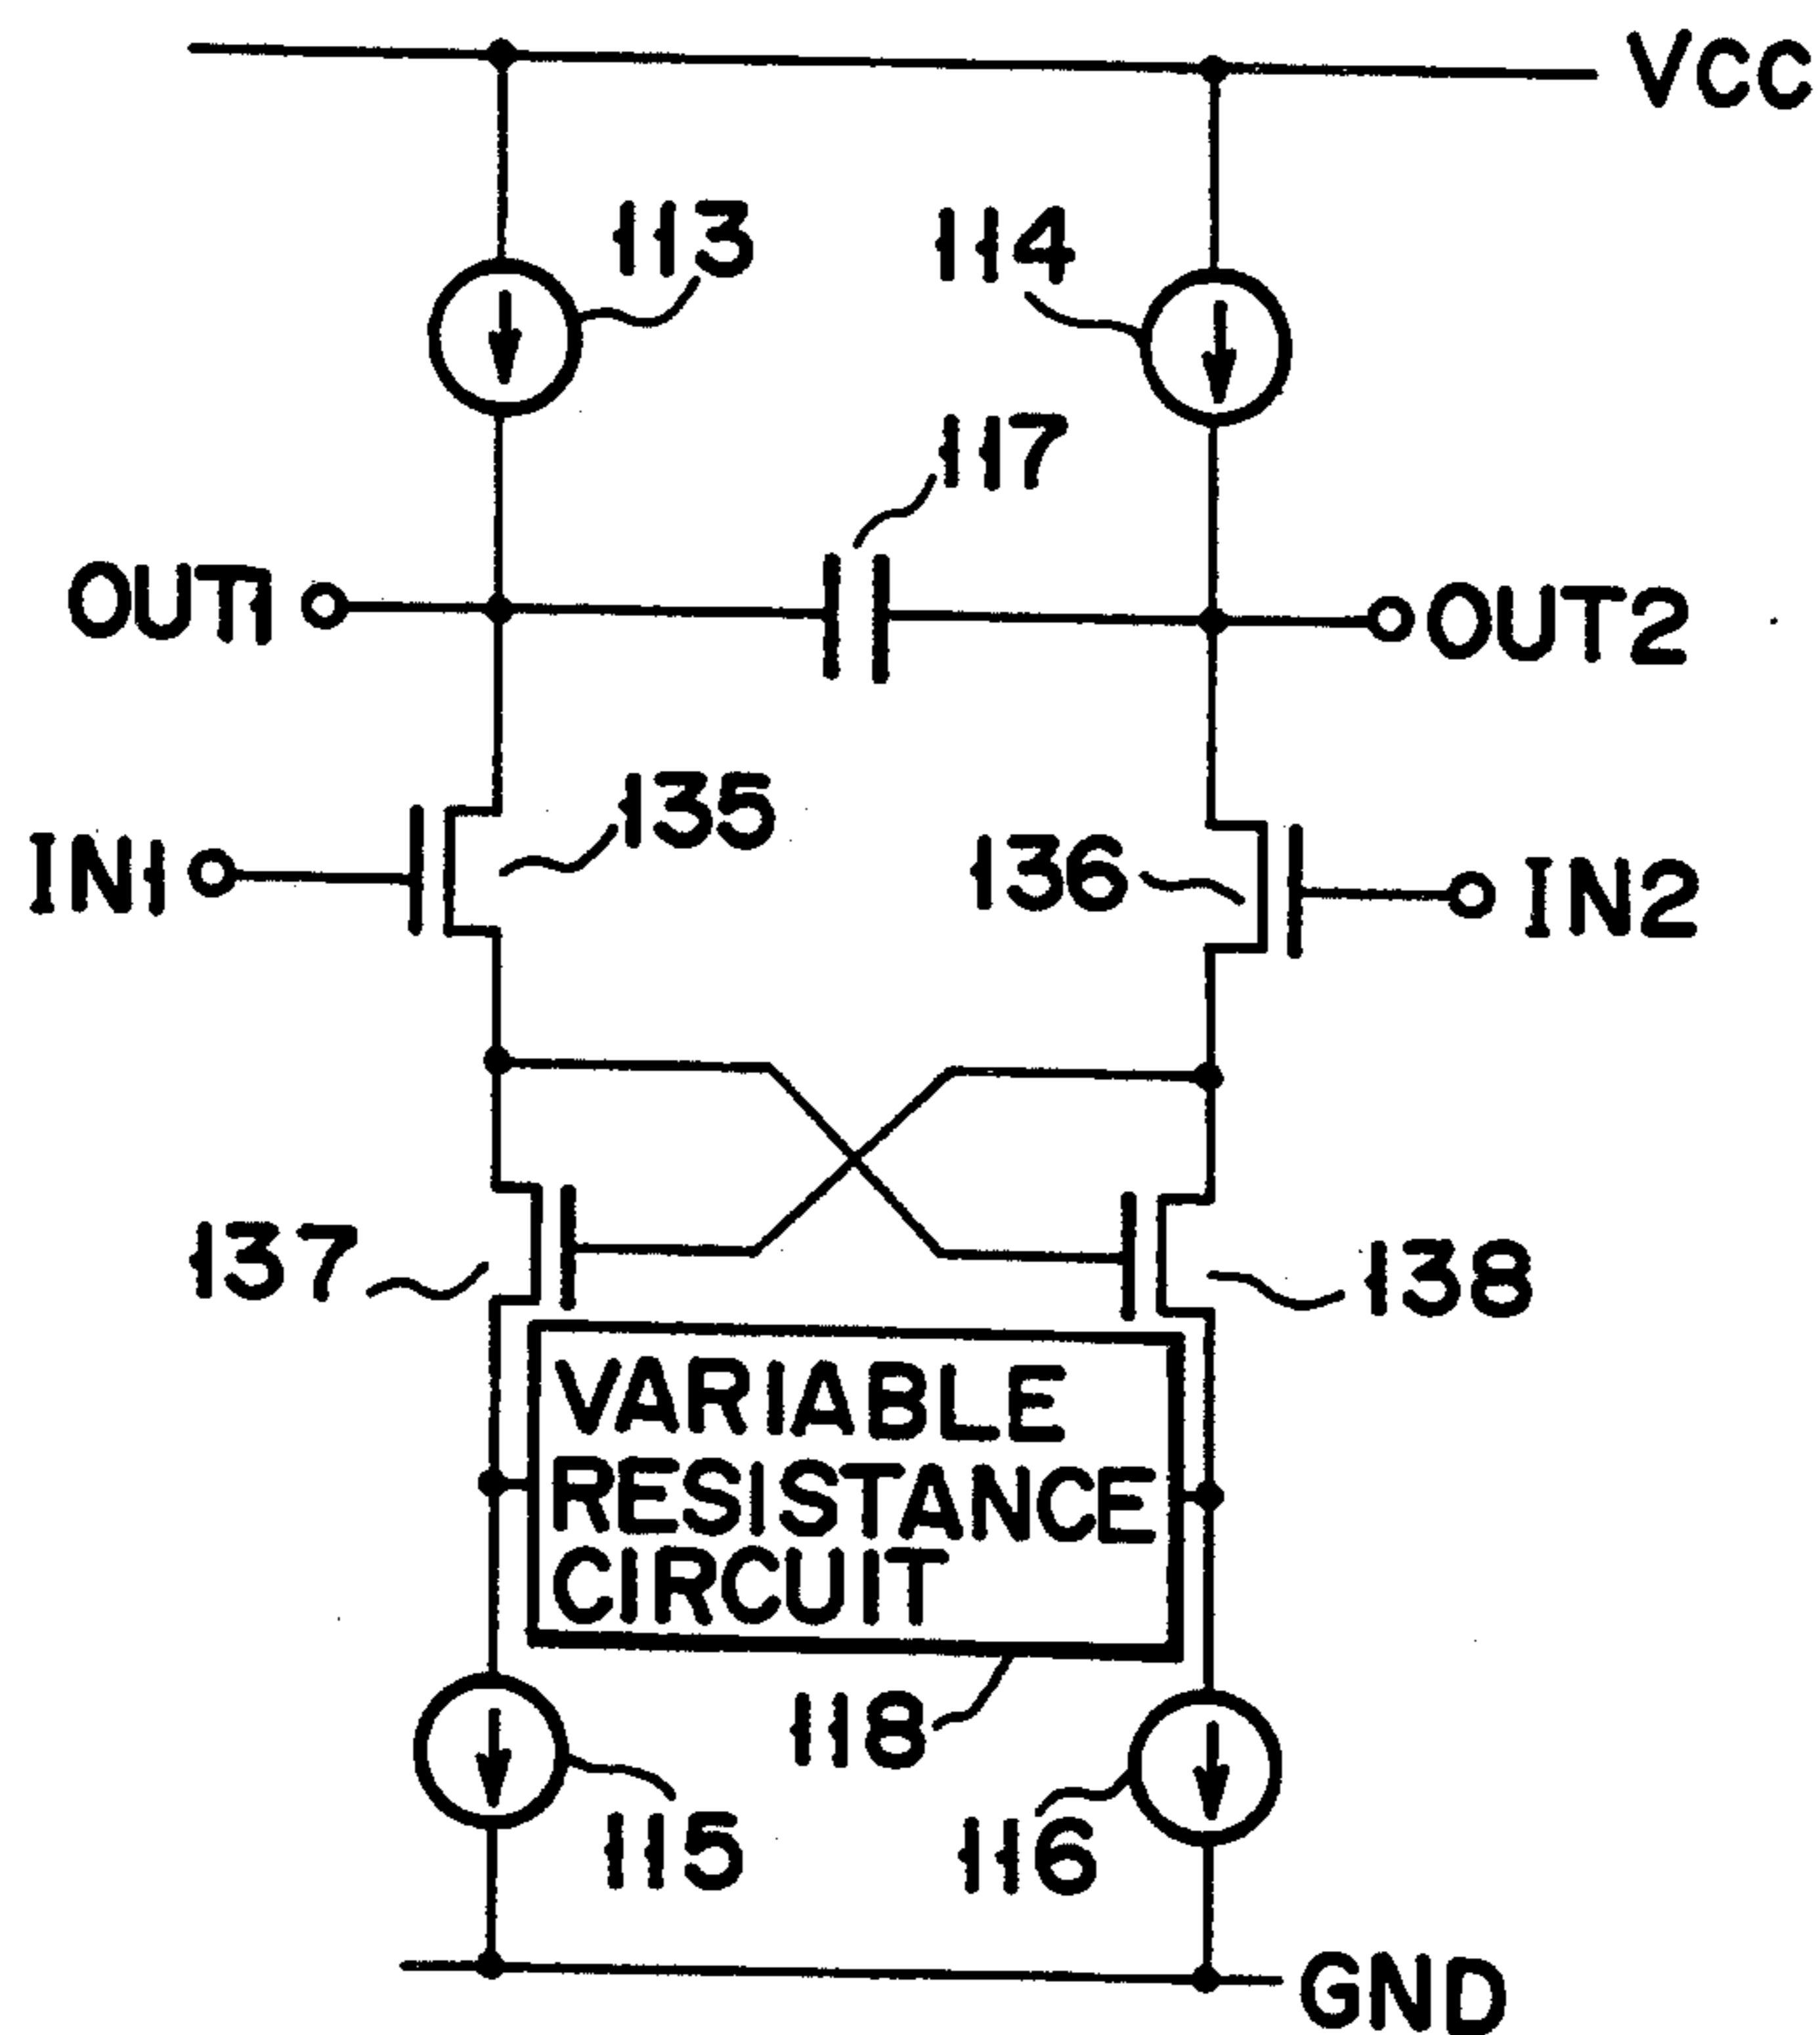 VCC
113
114
117
OUT1
OUT2
135
IN1
136
IN2
137
138
VARIABLE
RESISTANCE
CIRCUIT
118
115
116
GND